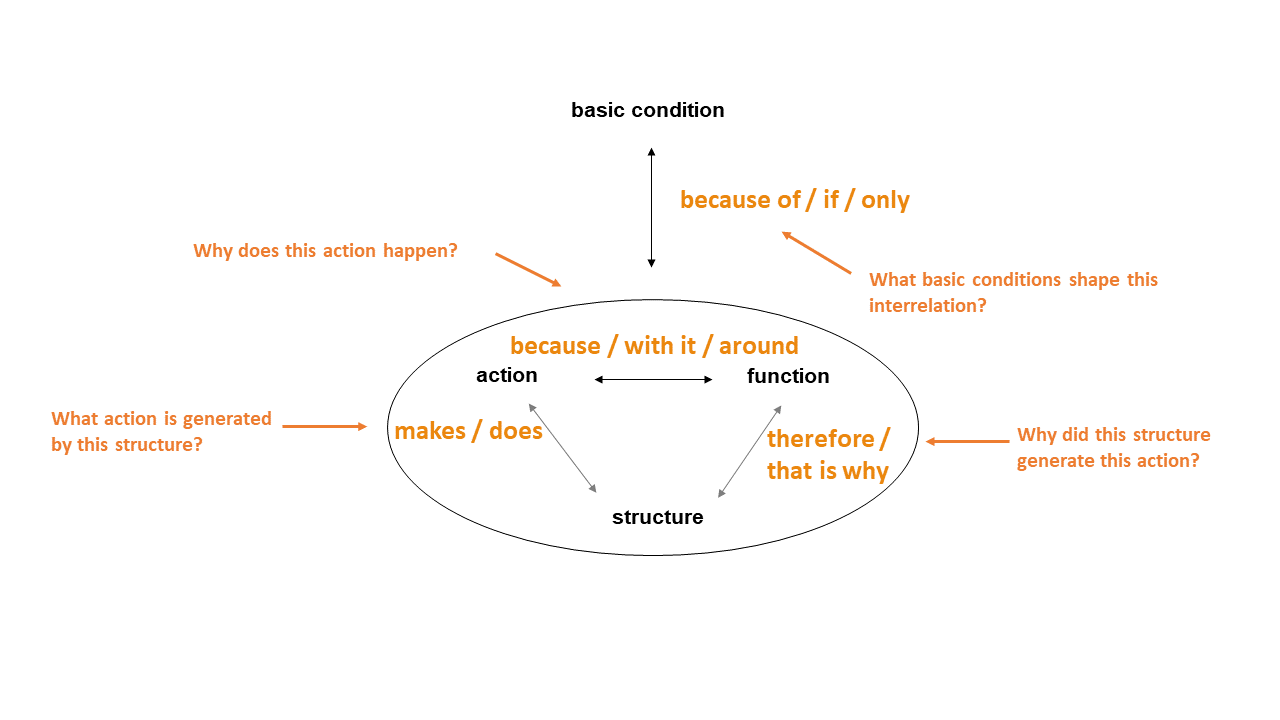 basic condition
because of / if / only
Why does this action happen?
What basic conditions shape this
interrelation?
because / with it / around
action
function
What action is generated
by this structure?
makes / does
therefore /
that is why
Why did this structure
generate this action?
structure